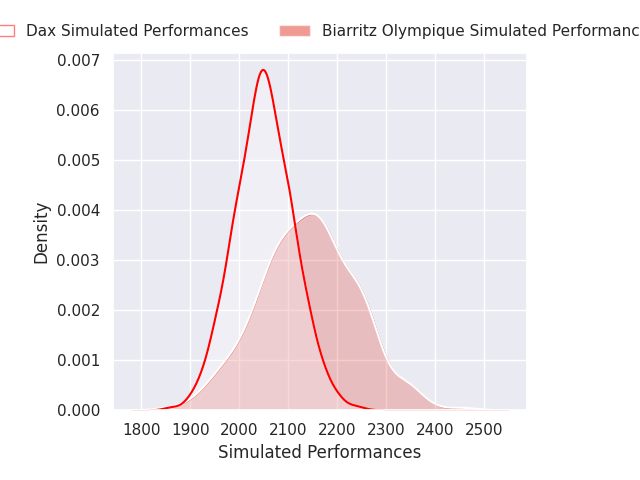 Dax Simulated Performances
Biarritz Olympique Simulated Performanc
0.007
0.006
0.005
0.004
0.003
0.002
0.001
0.000
Density
1800 1900 2000 2100 2200 2300 2400 2500
Simulated Performances